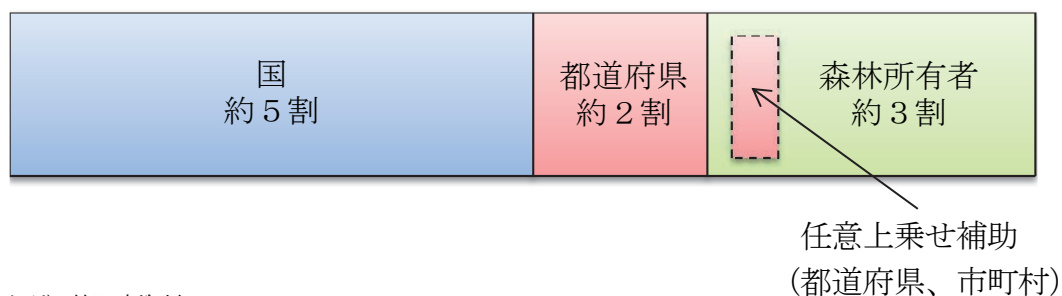 国
約５割
都道府県
約２割
森林所有者
約３割
任意上乗せ補助
(都道府県、市町村)